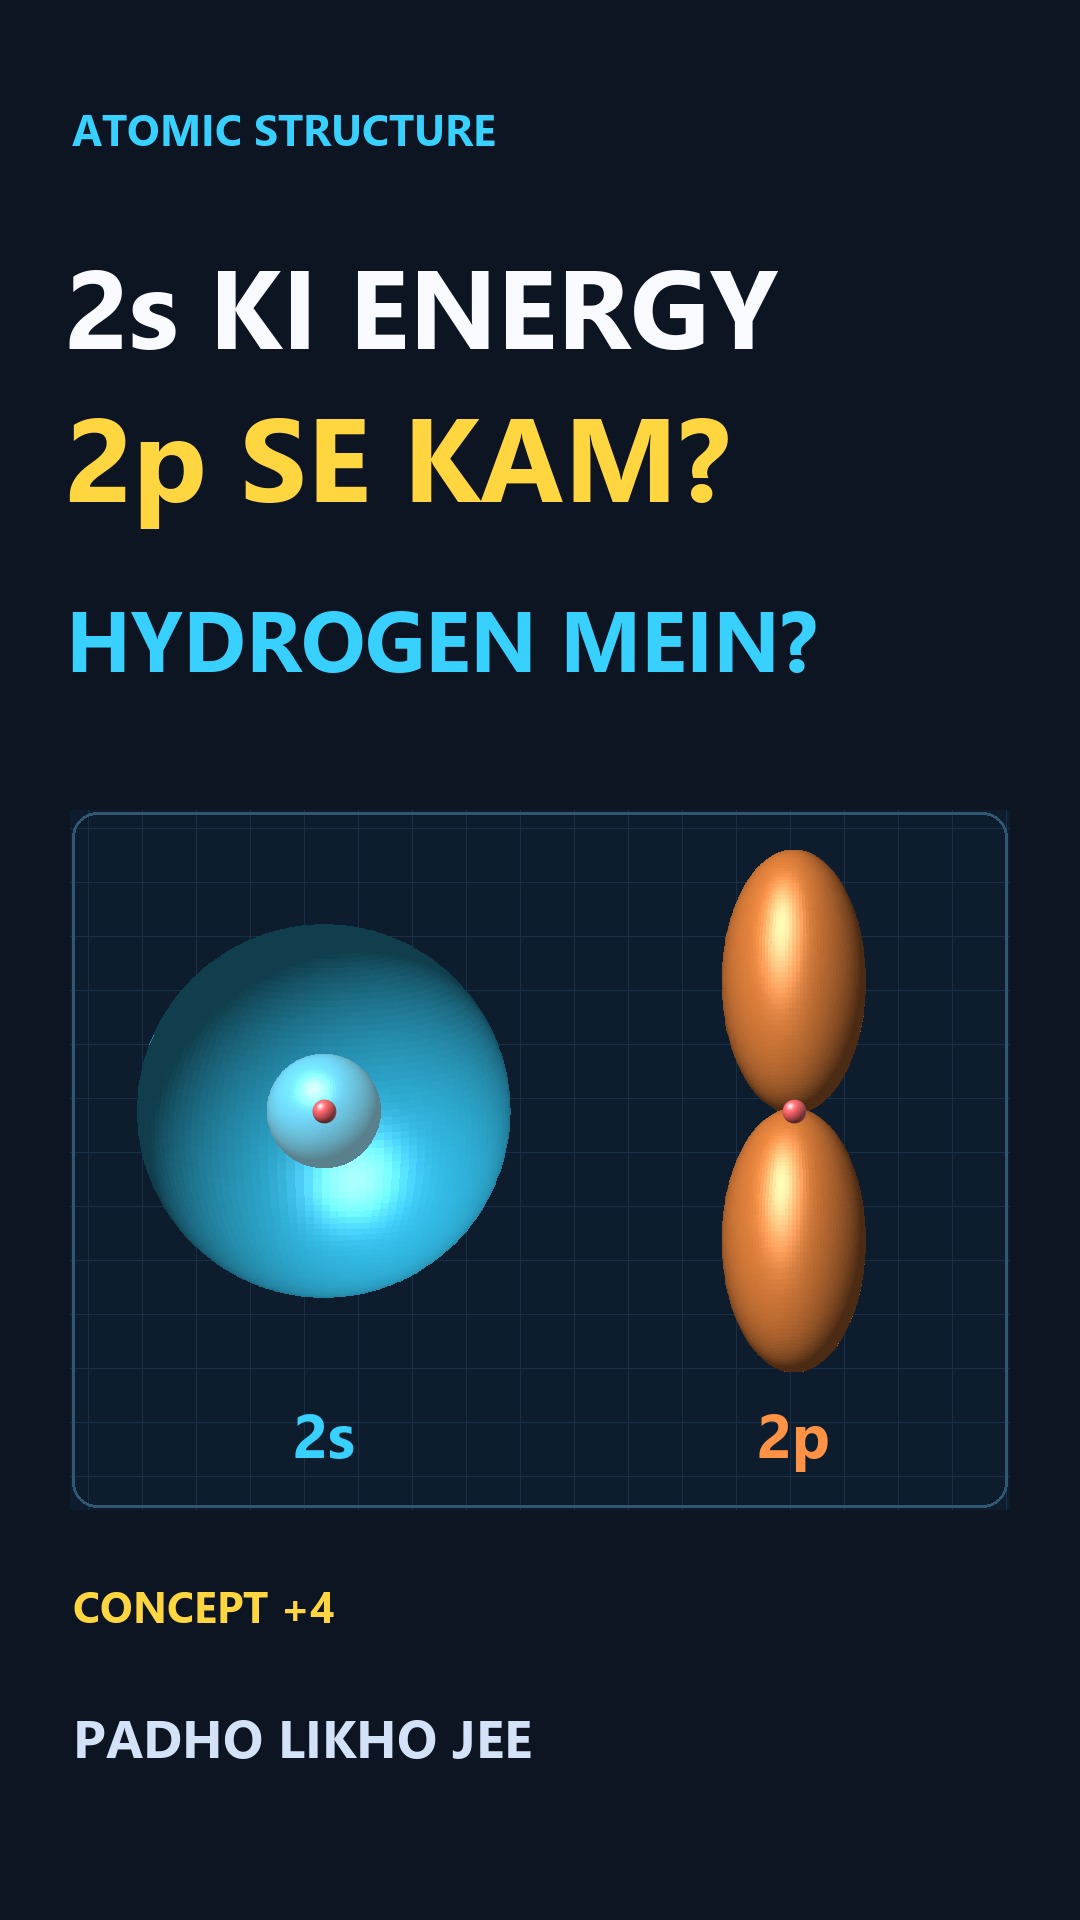 ATOMIC STRUCTURE
2s KI ENERGY
2p SE KAM?
HYDROGEN MEIN?
2s
2p
CONCEPT +4
PADHO LIKHO JEE